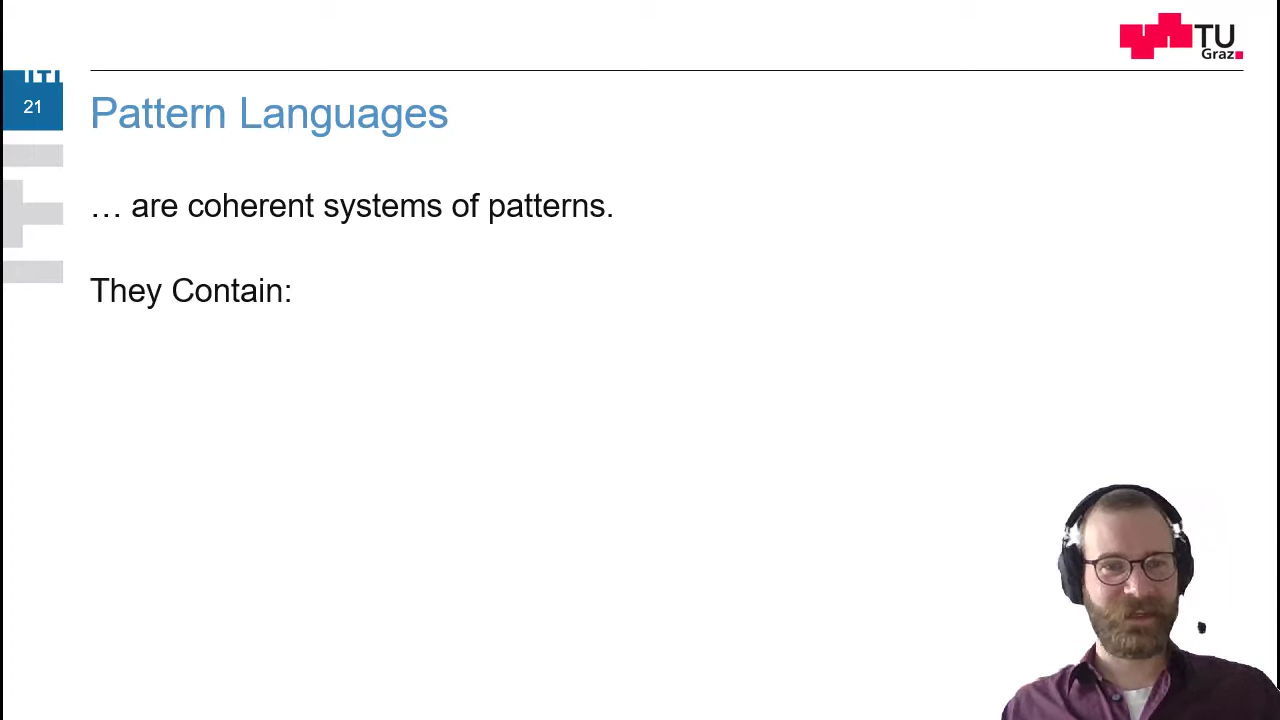 TU
Graz
21
Pattern Languages
… are coherent systems of patterns.
They Contain: